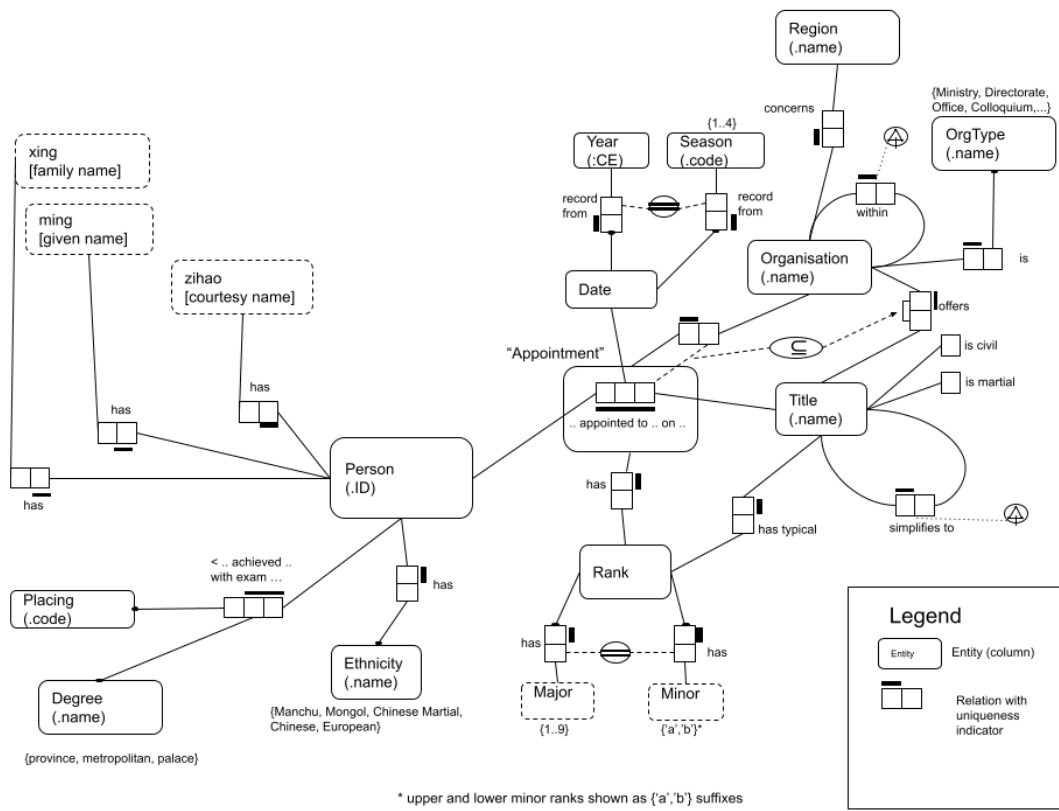 Region
(.name)
concerns
{Ministry, Directorate,
Office, Colloquium,...}
OrgType
(.name)
{1..4}
Year
(:CE)
Season
(.code)
xing
[family name]
ming
[given name]
zihao
[courtesy name]
record
from
record
from
within
is
Organisation
(.name)
Date
offers
⊆
is civil
is martial
"Appointment"
.. appointed to .. on ..
Title
(.name)
has
has
has
Person
(.ID)
has
has typical
simplifies to
< .. achieved ..
with exam …
has
Rank
Placing
(.code)
has
has
Ethnicity
(.name)
{Manchu, Mongol, Chinese Martial,
Chinese, European}
Degree
(.name)
{province, metropolitan, palace}
Major
{1..9}
Minor
{'a','b'}*
Legend
Entity
Entity (column)
Relation with
uniqueness
indicator
* upper and lower minor ranks shown as {'a','b'} suffixes